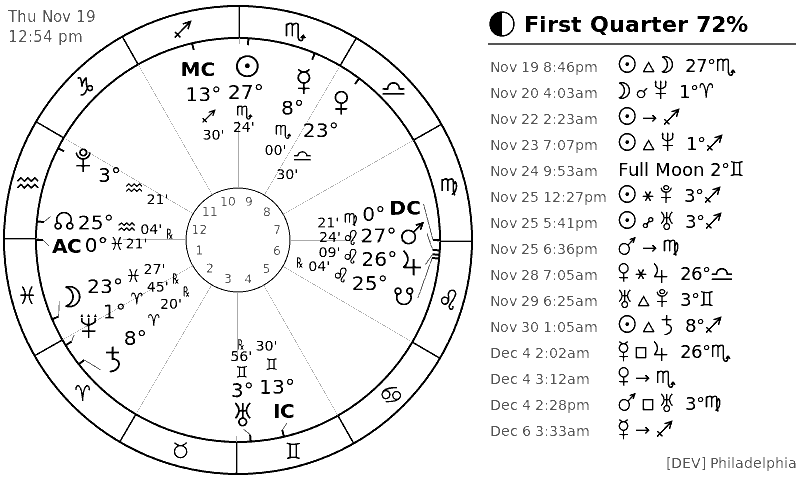 Thu Nov 19
12:54 pm
First Quarter 72%
Nov 19 8:46pm ☉ △ ☽ 27°♏
Nov 20 4:03am ☽ ☌ ♆ 1°♈
Nov 22 2:23am ☉ → ♐
Nov 23 7:07pm ☉ △ ♆ 1°♐
Nov 24 9:53am Full Moon 2°♊
Nov 25 12:27pm ☉ ⚹ ⯓ 3°♐
Nov 25 5:41pm ☉ ☍ ♅ 3°♐
Nov 25 6:36pm ♂ → ♍
Nov 28 7:05am ♀ ⚹ ♃ 26°♎
Nov 29 6:25am ♅ △ ⯓ 3°♊
Nov 30 1:05am ☉ △ ♄ 8°♐
Dec 4 2:02am ☿ □ ♃ 26°♏
Dec 4 3:12am ♀ → ♏
Dec 4 2:28pm ♂ □ ♅ 3°♍
Dec 6 3:33am ☿ → ♐
[DEV] Philadelphia
♐
♏
♑
♎
♒
♍
♓
♌
♈
♋
♉
♊
MC 13° ♐ 30'
☉ 27° ♏ 24'
☿ 8° ♏ 00'
♀ 23° ♎ 30'
⯓ 3° ♒ 21'
☊ 25° ♒ 04' ℞
AC 0° ♓ 21'
☽ 23° ♓ 27'
♆ 1° ♈ 45' ℞
♄ 8° ♈ 20' ℞
♅ 3° ♊ 56' ℞
IC 13° ♊ 30'
21' ♍ 0° DC
24' ♌ 27° ♂
09' ♌ 26° ♃
℞ 04' ♌ 25° ☋
1
2
3
4
5
6
7
8
9
10
11
12